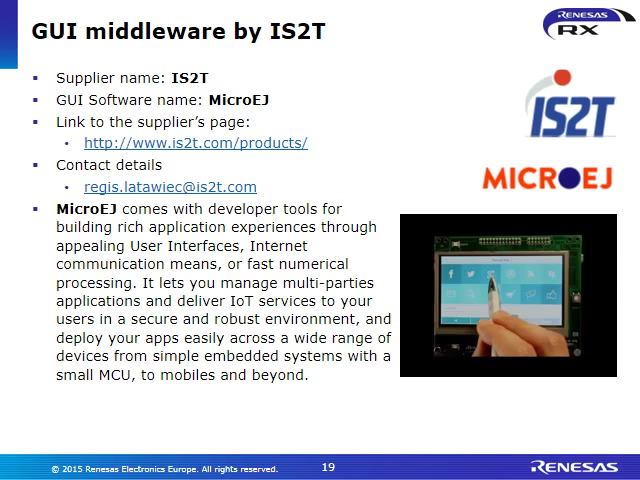 GUI middleware by IS2T
RENESAS
RX
Supplier name: IS2T
GUI Software name: MicroEJ
Link to the supplier's page:
http://www.is2t.com/products/
Contact details
regis.latawiec@is2t.com
MicroEJ comes with developer tools for
building rich application experiences through
appealing User Interfaces, Internet
communication means, or fast numerical
processing. It lets you manage multi-parties
applications and deliver IoT services to your
users in a secure and robust environment, and
deploy your apps easily across a wide range of
devices from simple embedded systems with a
small MCU, to mobiles and beyond.
IS2T
MICROEJ
© 2015 Renesas Electronics Europe. All rights reserved.
19
RENESAS